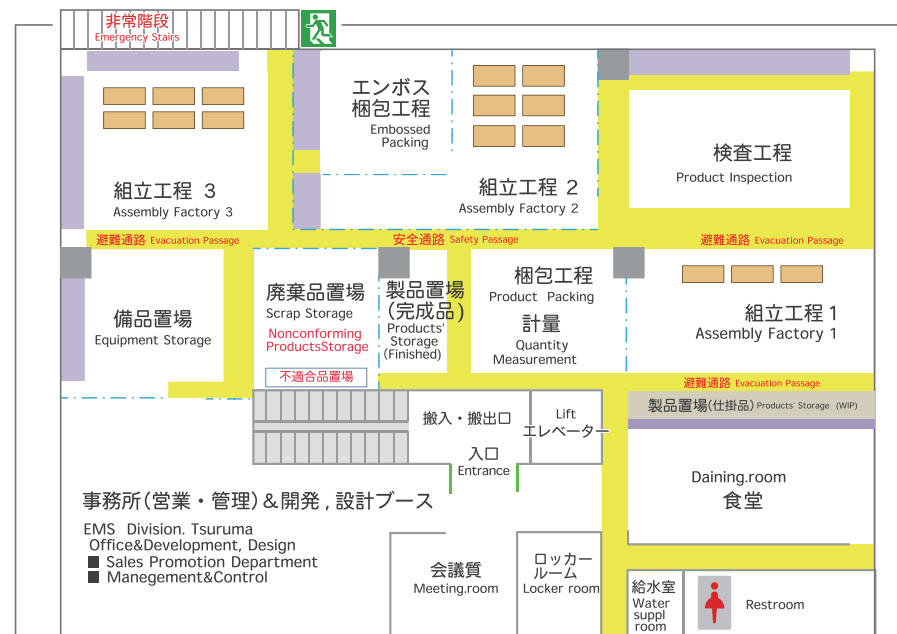 非常階段
Emergency Stairs
エンボス
梱包工程
Embossed
Packing
検査工程
Product Inspection
組立工程 3
Assembly Factory 3
組立工程 2
Assembly Factory 2
避難通路 Evacuation Passage
安全通路 Safety Passage
避難通路 Evacuation Passage
備品置場
Equipment Storage
廃棄品置場
Scrap Storage
Nonconforming
ProductsStorage
不適合品置場
製品置場
(完成品)
Products'
Storage
(Finished)
梱包工程
Product Packing
計量
Quantity
Measurement
組立工程 1
Assembly Factory 1
避難通路 Evacuation Passage
製品置場(仕掛品) Products' Storage (WIP)
搬入・搬出口
入口
Entrance
Lift
エレベーター
Daining.room
食堂
事務所(営業・管理)&開発,設計ブース
EMS Division. Tsuruma
Office&Development, Design
■ Sales Promotion Department
■ Manegement&Control
会議質
Meeting.room
ロッカー
ルーム
Locker room
給水室
Water
suppl
room
Restroom